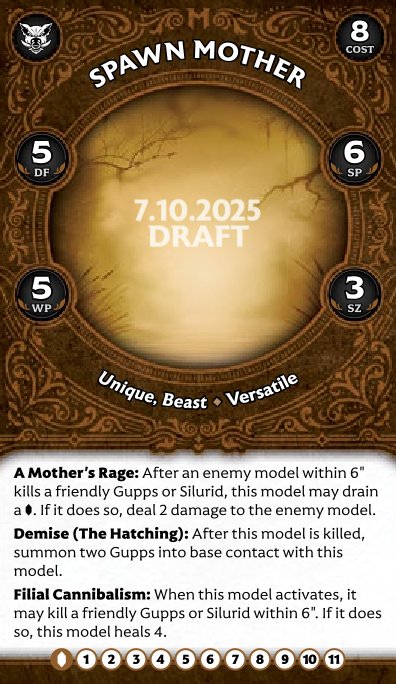 M
8
COST
SPAWN MOTHER
5
DF
6
SP
7.10.2025
DRAFT
5
WP
3
SZ
Unique, Beast ◆ Versatile
A Mother's Rage: After an enemy model within 6"
kills a friendly Gupps or Silurid, this model may drain
a ⬮. If it does so, deal 2 damage to the enemy model.
Demise (The Hatching): After this model is killed,
summon two Gupps into base contact with this
model.
Filial Cannibalism: When this model activates, it
may kill a friendly Gupps or Silurid within 6". If it does
so, this model heals 4.
1 2 3 4 5 6 7 8 9 10 11